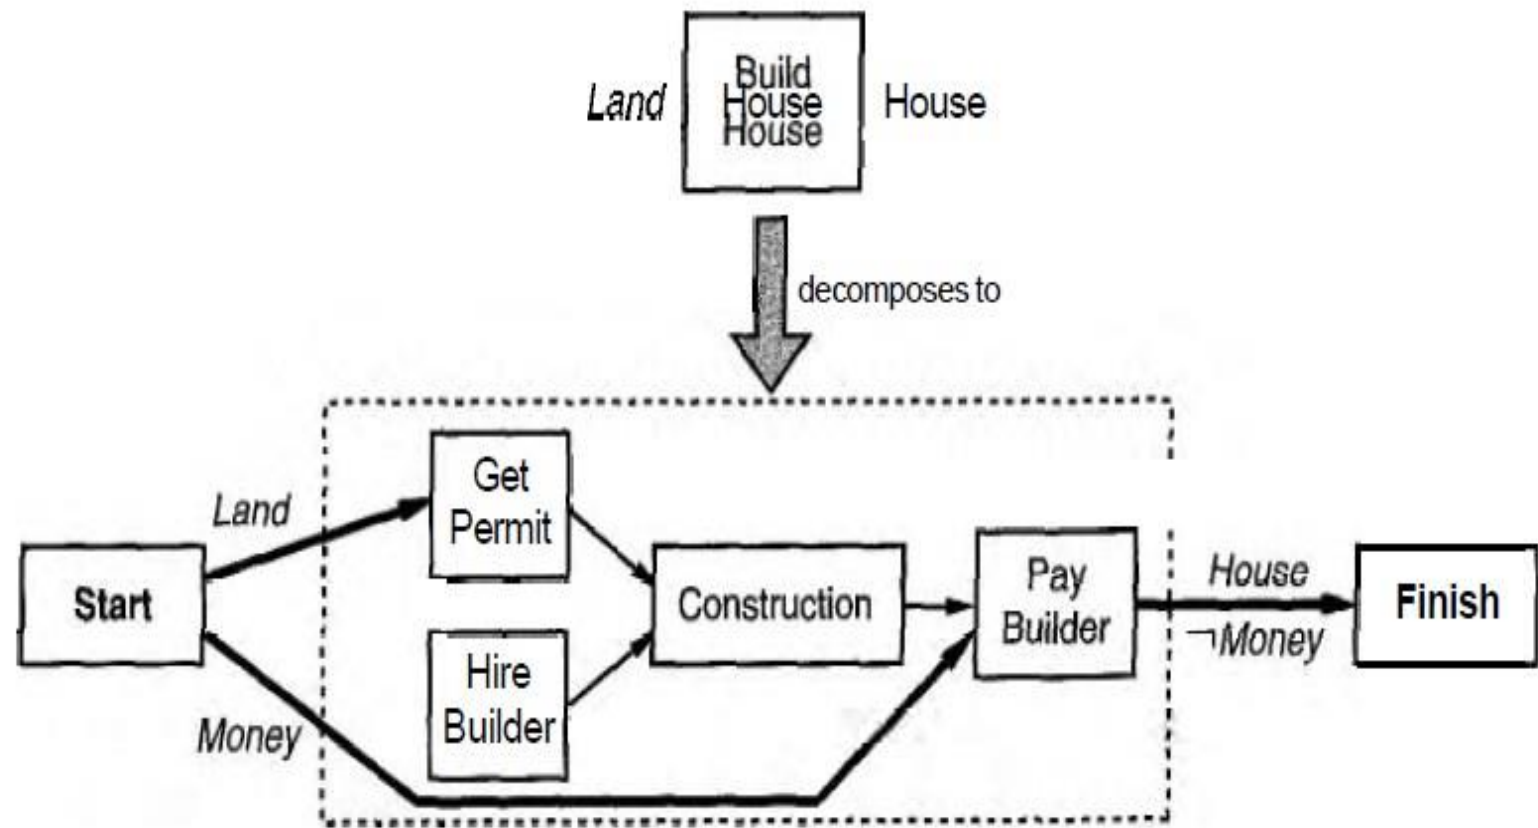 Build
House
House
Land
House
decomposes to
Get
Permit
Land
Start
Construction
Pay
Builder
House
¬Money
Finish
Hire
Builder
Money